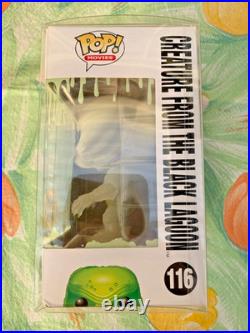 POP!
MOVIES
CREATURE FROM THE BLACK LAGOON
116